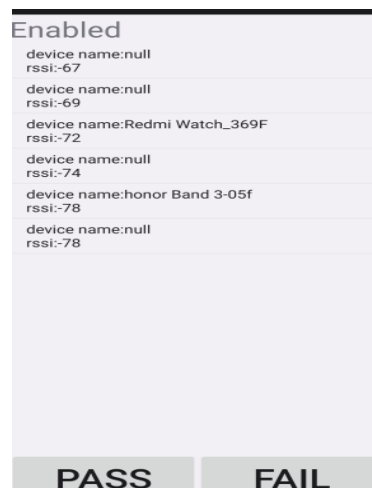 Enabled
device name:null
rssi:-67
device name:null
rssi:-69
device name:Redmi Watch_369F
rssi:-72
device name:null
rssi:-74
device name:honor Band 3-05f
rssi:-78
device name:null
rssi:-78
PASS
FAIL